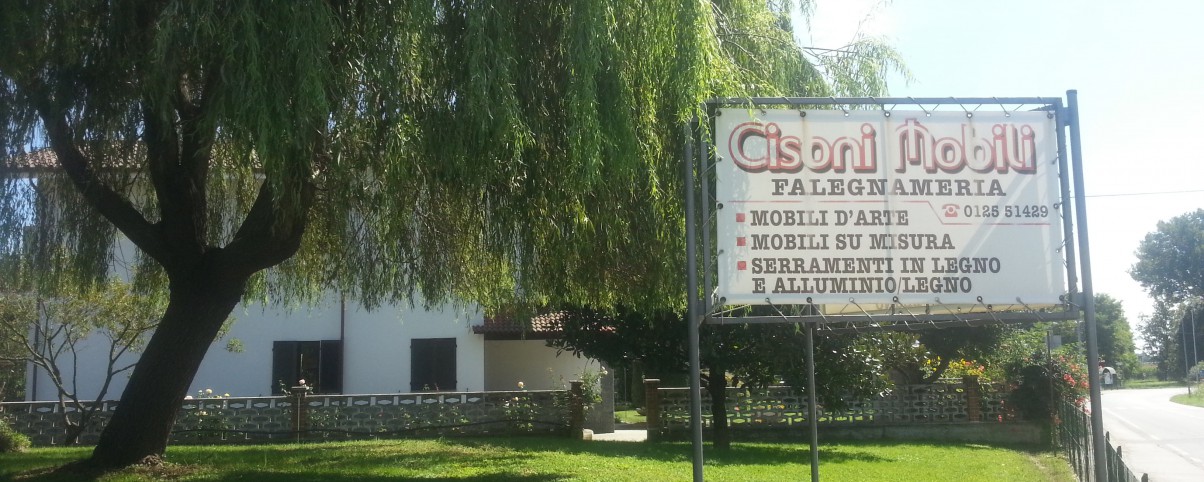 Cisoni Mobili
FALEGNAMERIA
☎ 0125 51429
MOBILI D'ARTE
MOBILI SU MISURA
SERRAMENTI IN LEGNO
E ALLUMINIO/LEGNO